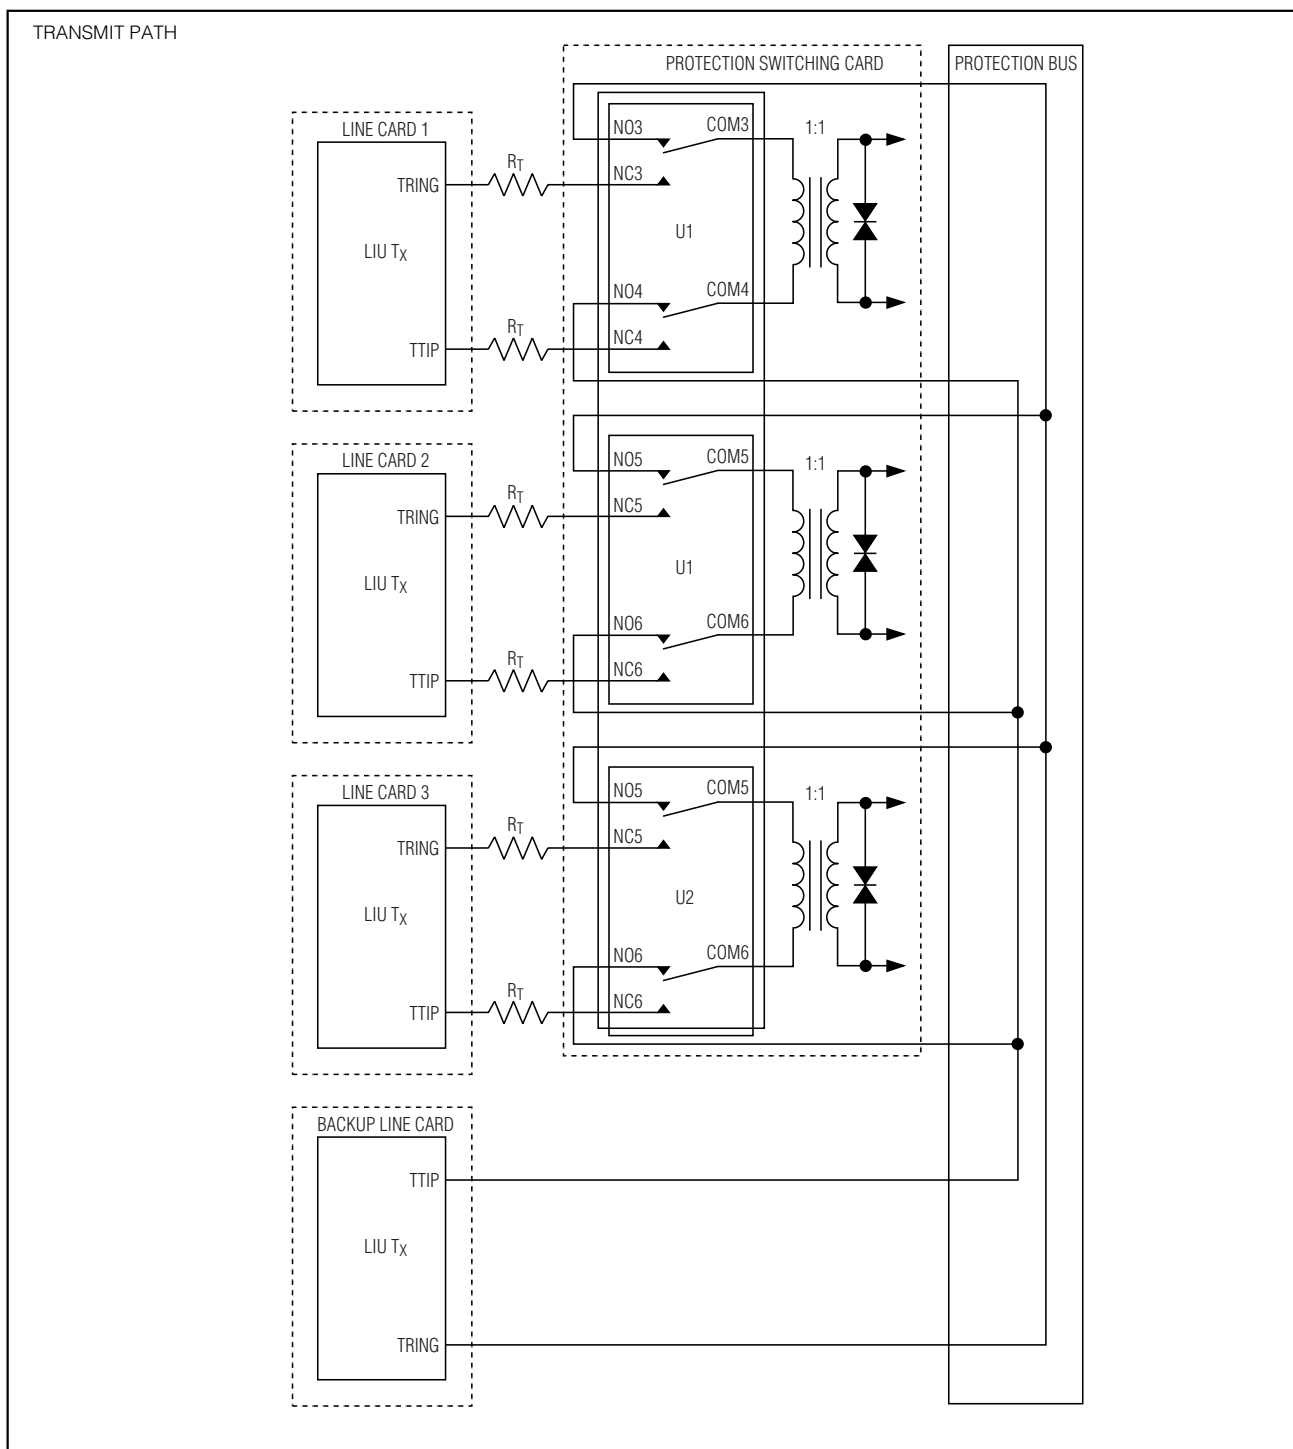 TRANSMIT PATH
PROTECTION SWITCHING CARD
PROTECTION BUS
LINE CARD 1
TRING
LIU TX
TTIP
RT
RT
NO3
COM3
NC3
U1
NO4
COM4
NC4
1:1
LINE CARD 2
TRING
LIU TX
TTIP
RT
RT
NO5
COM5
NC5
U1
NO6
COM6
NC6
1:1
LINE CARD 3
TRING
LIU TX
TTIP
RT
RT
NO5
COM5
NC5
U2
NO6
COM6
NC6
1:1
BACKUP LINE CARD
TTIP
LIU TX
TRING